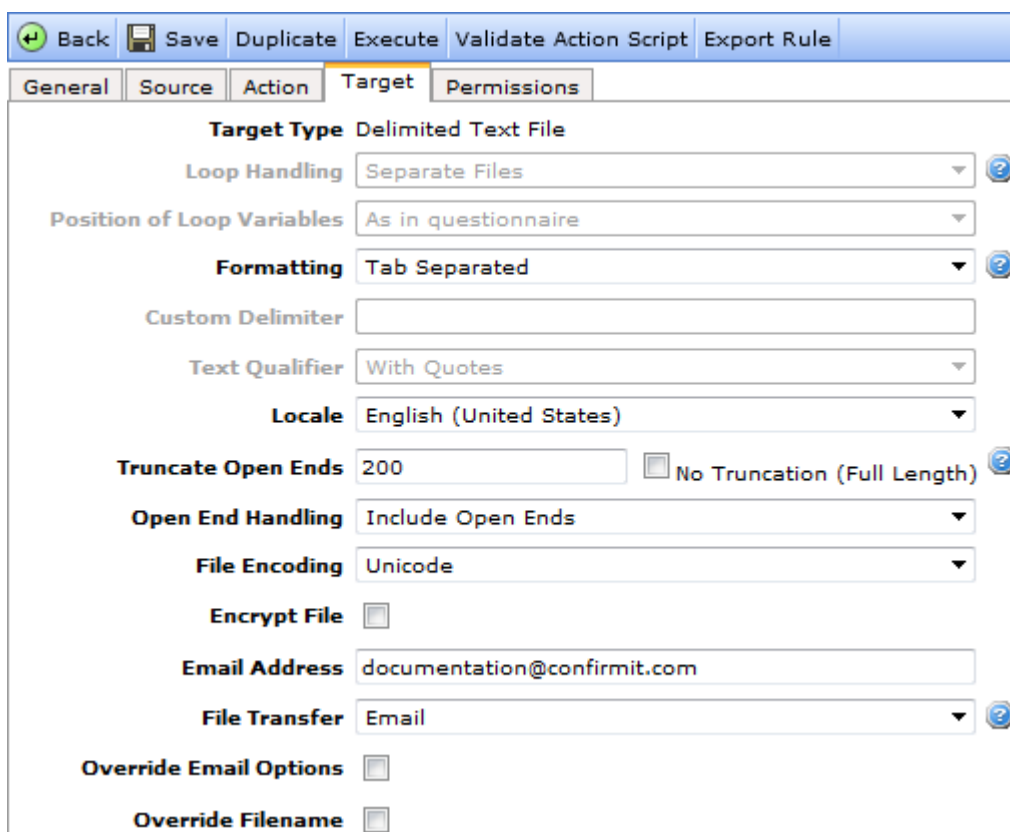 Back Save Duplicate Execute Validate Action Script Export Rule
General Source Action Target Permissions
Target Type Delimited Text File
Loop Handling Separate Files
Position of Loop Variables As in questionnaire
Formatting Tab Separated
Custom Delimiter
Text Qualifier With Quotes
Locale English (United States)
Truncate Open Ends 200 No Truncation (Full Length)
Open End Handling Include Open Ends
File Encoding Unicode
Encrypt File
Email Address documentation@confirmit.com
File Transfer Email
Override Email Options
Override Filename